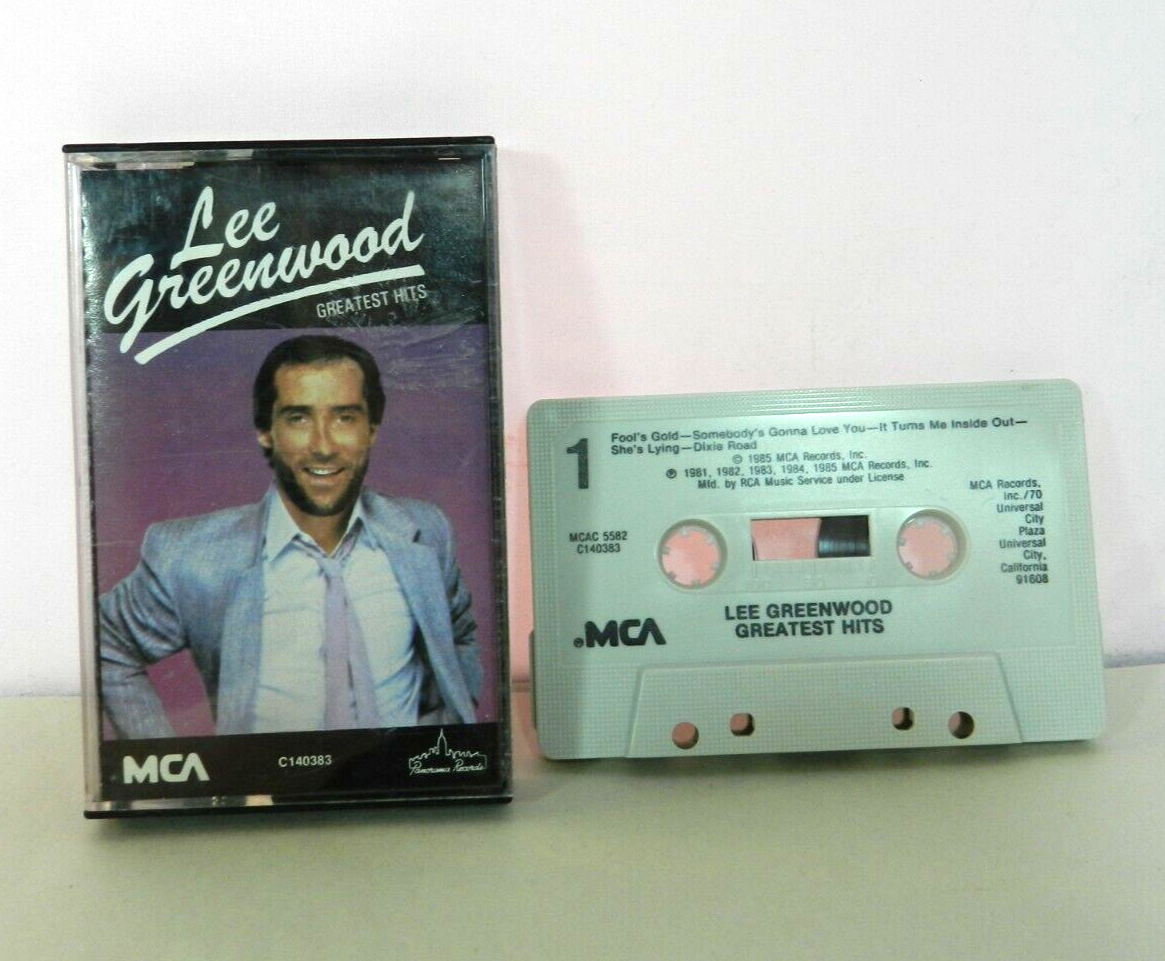 Lee
Greenwood
GREATEST HITS
MCA
C140383
Panorama Records
1
Fool's Gold—Somebody's Gonna Love You—It Turns Me Inside Out—
She's Lying—Dixie Road
© 1985 MCA Records, Inc.
℗ 1981, 1982, 1983, 1984, 1985 MCA Records, Inc.
Mfd. by RCA Music Service under License
MCAC 5582
C140383
MCA Records,
Inc./70
Universal
City
Plaza
Universal
City,
California
91608
®MCA
LEE GREENWOOD
GREATEST HITS